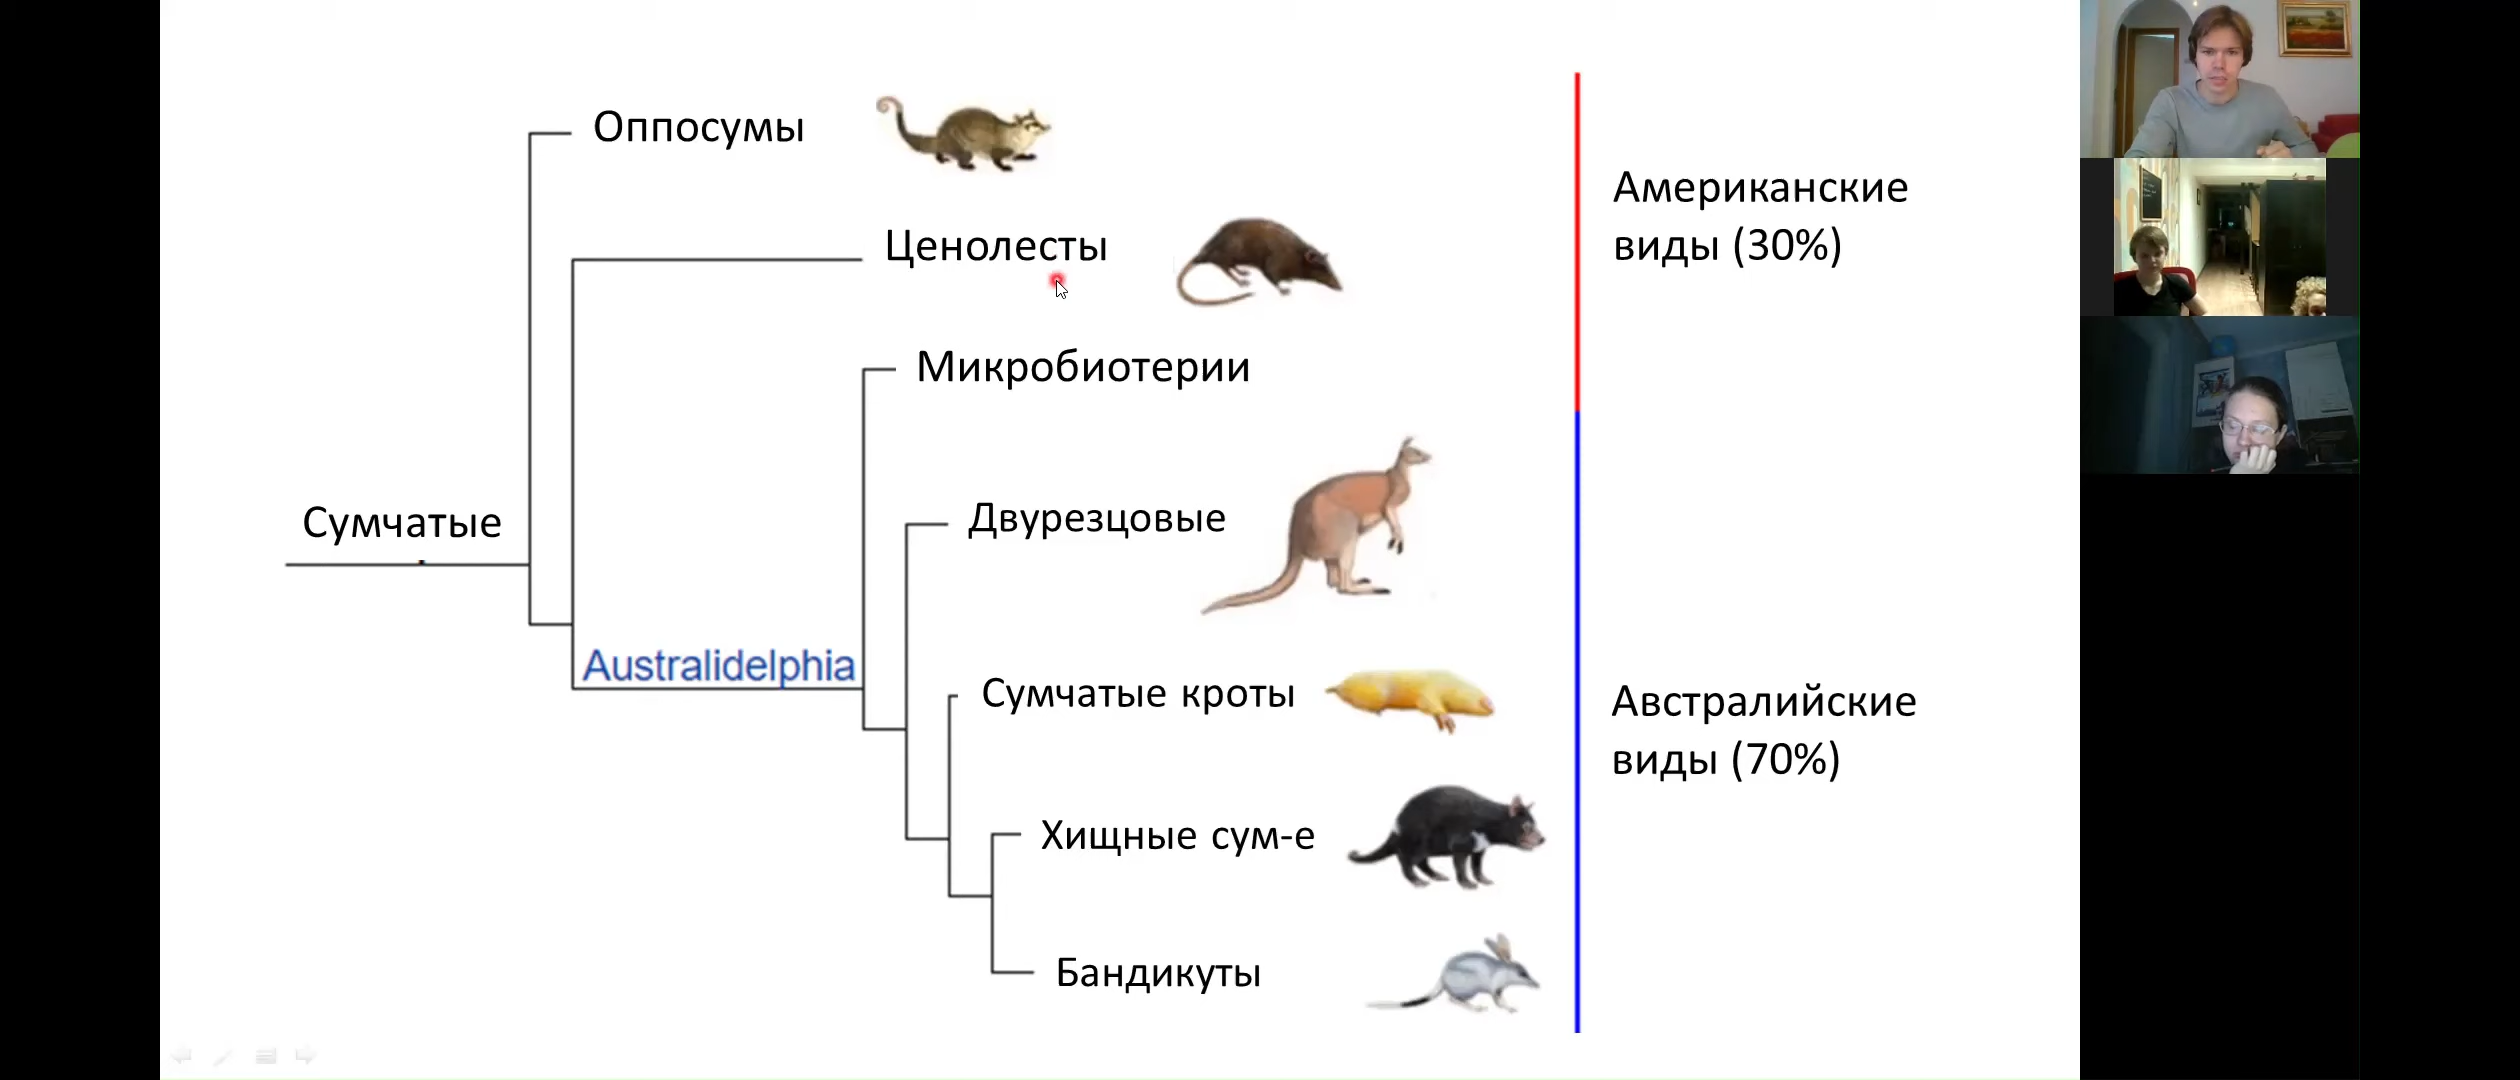 Оппосумы
Ценолесты
Американские
виды (30%)
Микробиотерии
Двурезцовые
Сумчатые
Australidelphia
Сумчатые кроты
Австралийские
виды (70%)
Хищные сум-е
Бандикуты